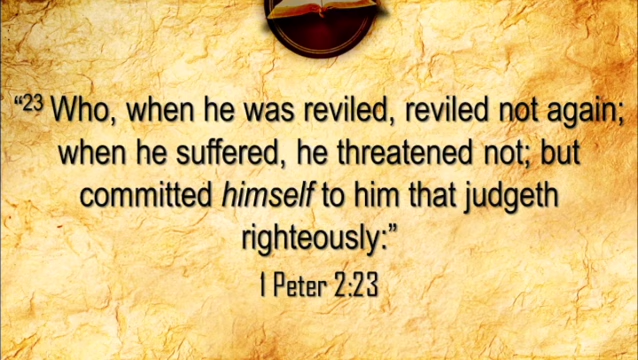 “23 Who, when he was reviled, reviled not again;
when he suffered, he threatened not; but
committed himself to him that judgeth
righteously:”
1 Peter 2:23